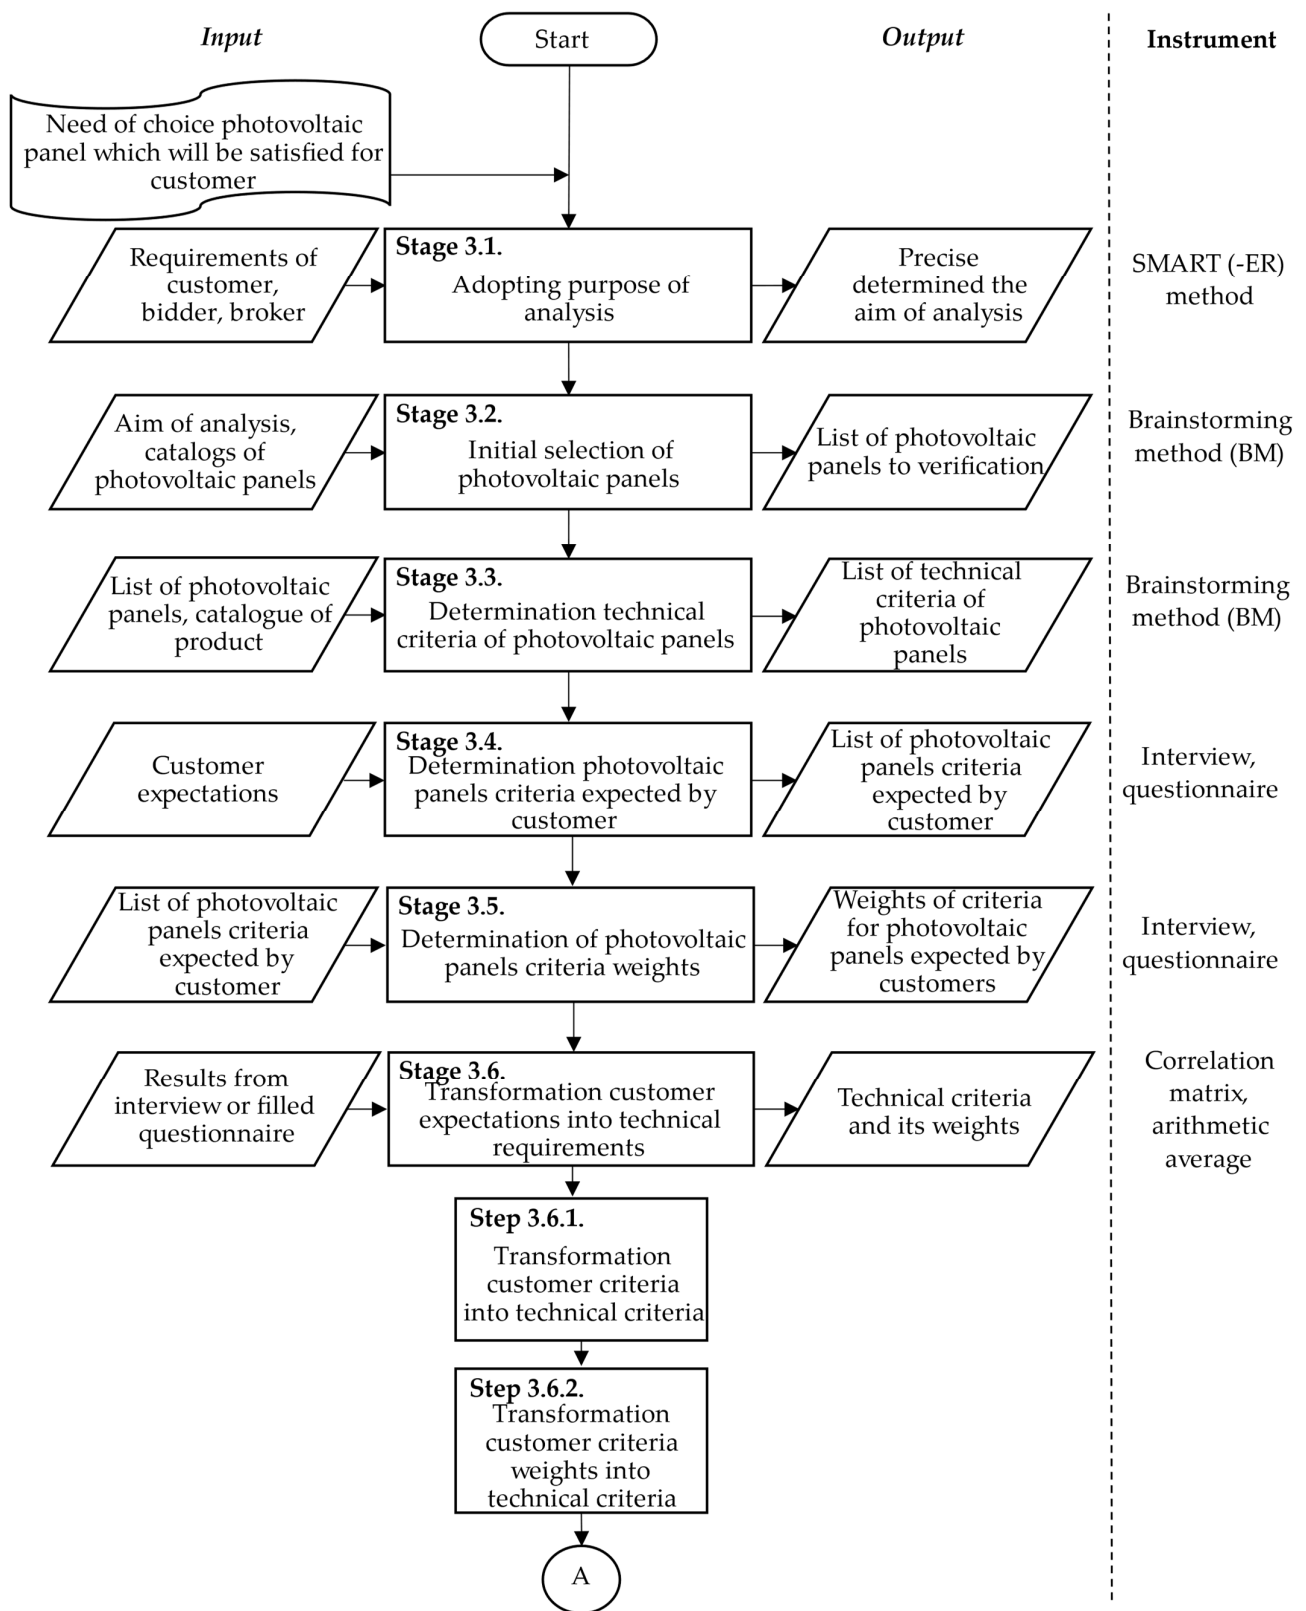 Input
Start
Output
Instrument
Need of choice photovoltaic
panel which will be satisfied for
customer
Requirements of
customer,
bidder, broker
Stage 3.1.
Adopting purpose of
analysis
Precise
determined the
aim of analysis
SMART (-ER)
method
Aim of analysis,
catalogs of
photovoltaic panels
Stage 3.2.
Initial selection of
photovoltaic panels
List of photovoltaic
panels to verification
Brainstorming
method (BM)
List of photovoltaic
panels, catalogue of
product
Stage 3.3.
Determination technical
criteria of photovoltaic panels
List of technical
criteria of
photovoltaic
panels
Brainstorming
method (BM)
Customer
expectations
Stage 3.4.
Determination photovoltaic
panels criteria expected by
customer
List of photovoltaic
panels criteria
expected by
customer
Interview,
questionnaire
List of photovoltaic
panels criteria
expected by
customer
Stage 3.5.
Determination of photovoltaic
panels criteria weights
Weights of criteria
for photovoltaic
panels expected by
customers
Interview,
questionnaire
Results from
interview or filled
questionnaire
Stage 3.6.
Transformation customer
expectations into technical
requirements
Technical criteria
and its weights
Correlation
matrix,
arithmetic
average
Step 3.6.1.
Transformation
customer criteria
into technical criteria
Step 3.6.2.
Transformation
customer criteria
weights into
technical criteria
A